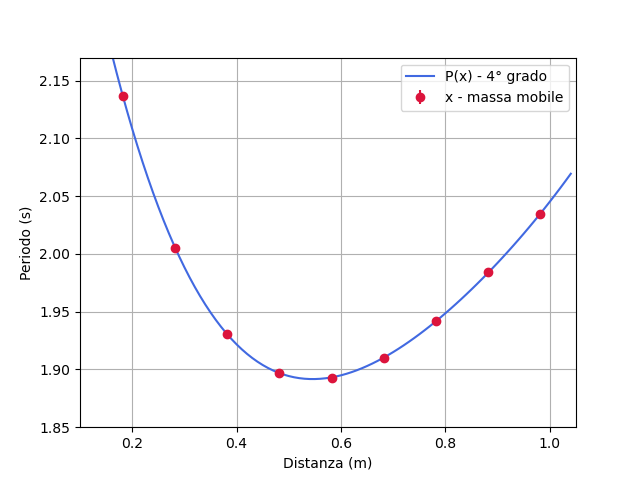 P(x) - 4° grado
x - massa mobile
2.15
2.10
2.05
2.00
1.95
1.90
1.85
Periodo (s)
0.2 0.4 0.6 0.8 1.0
Distanza (m)